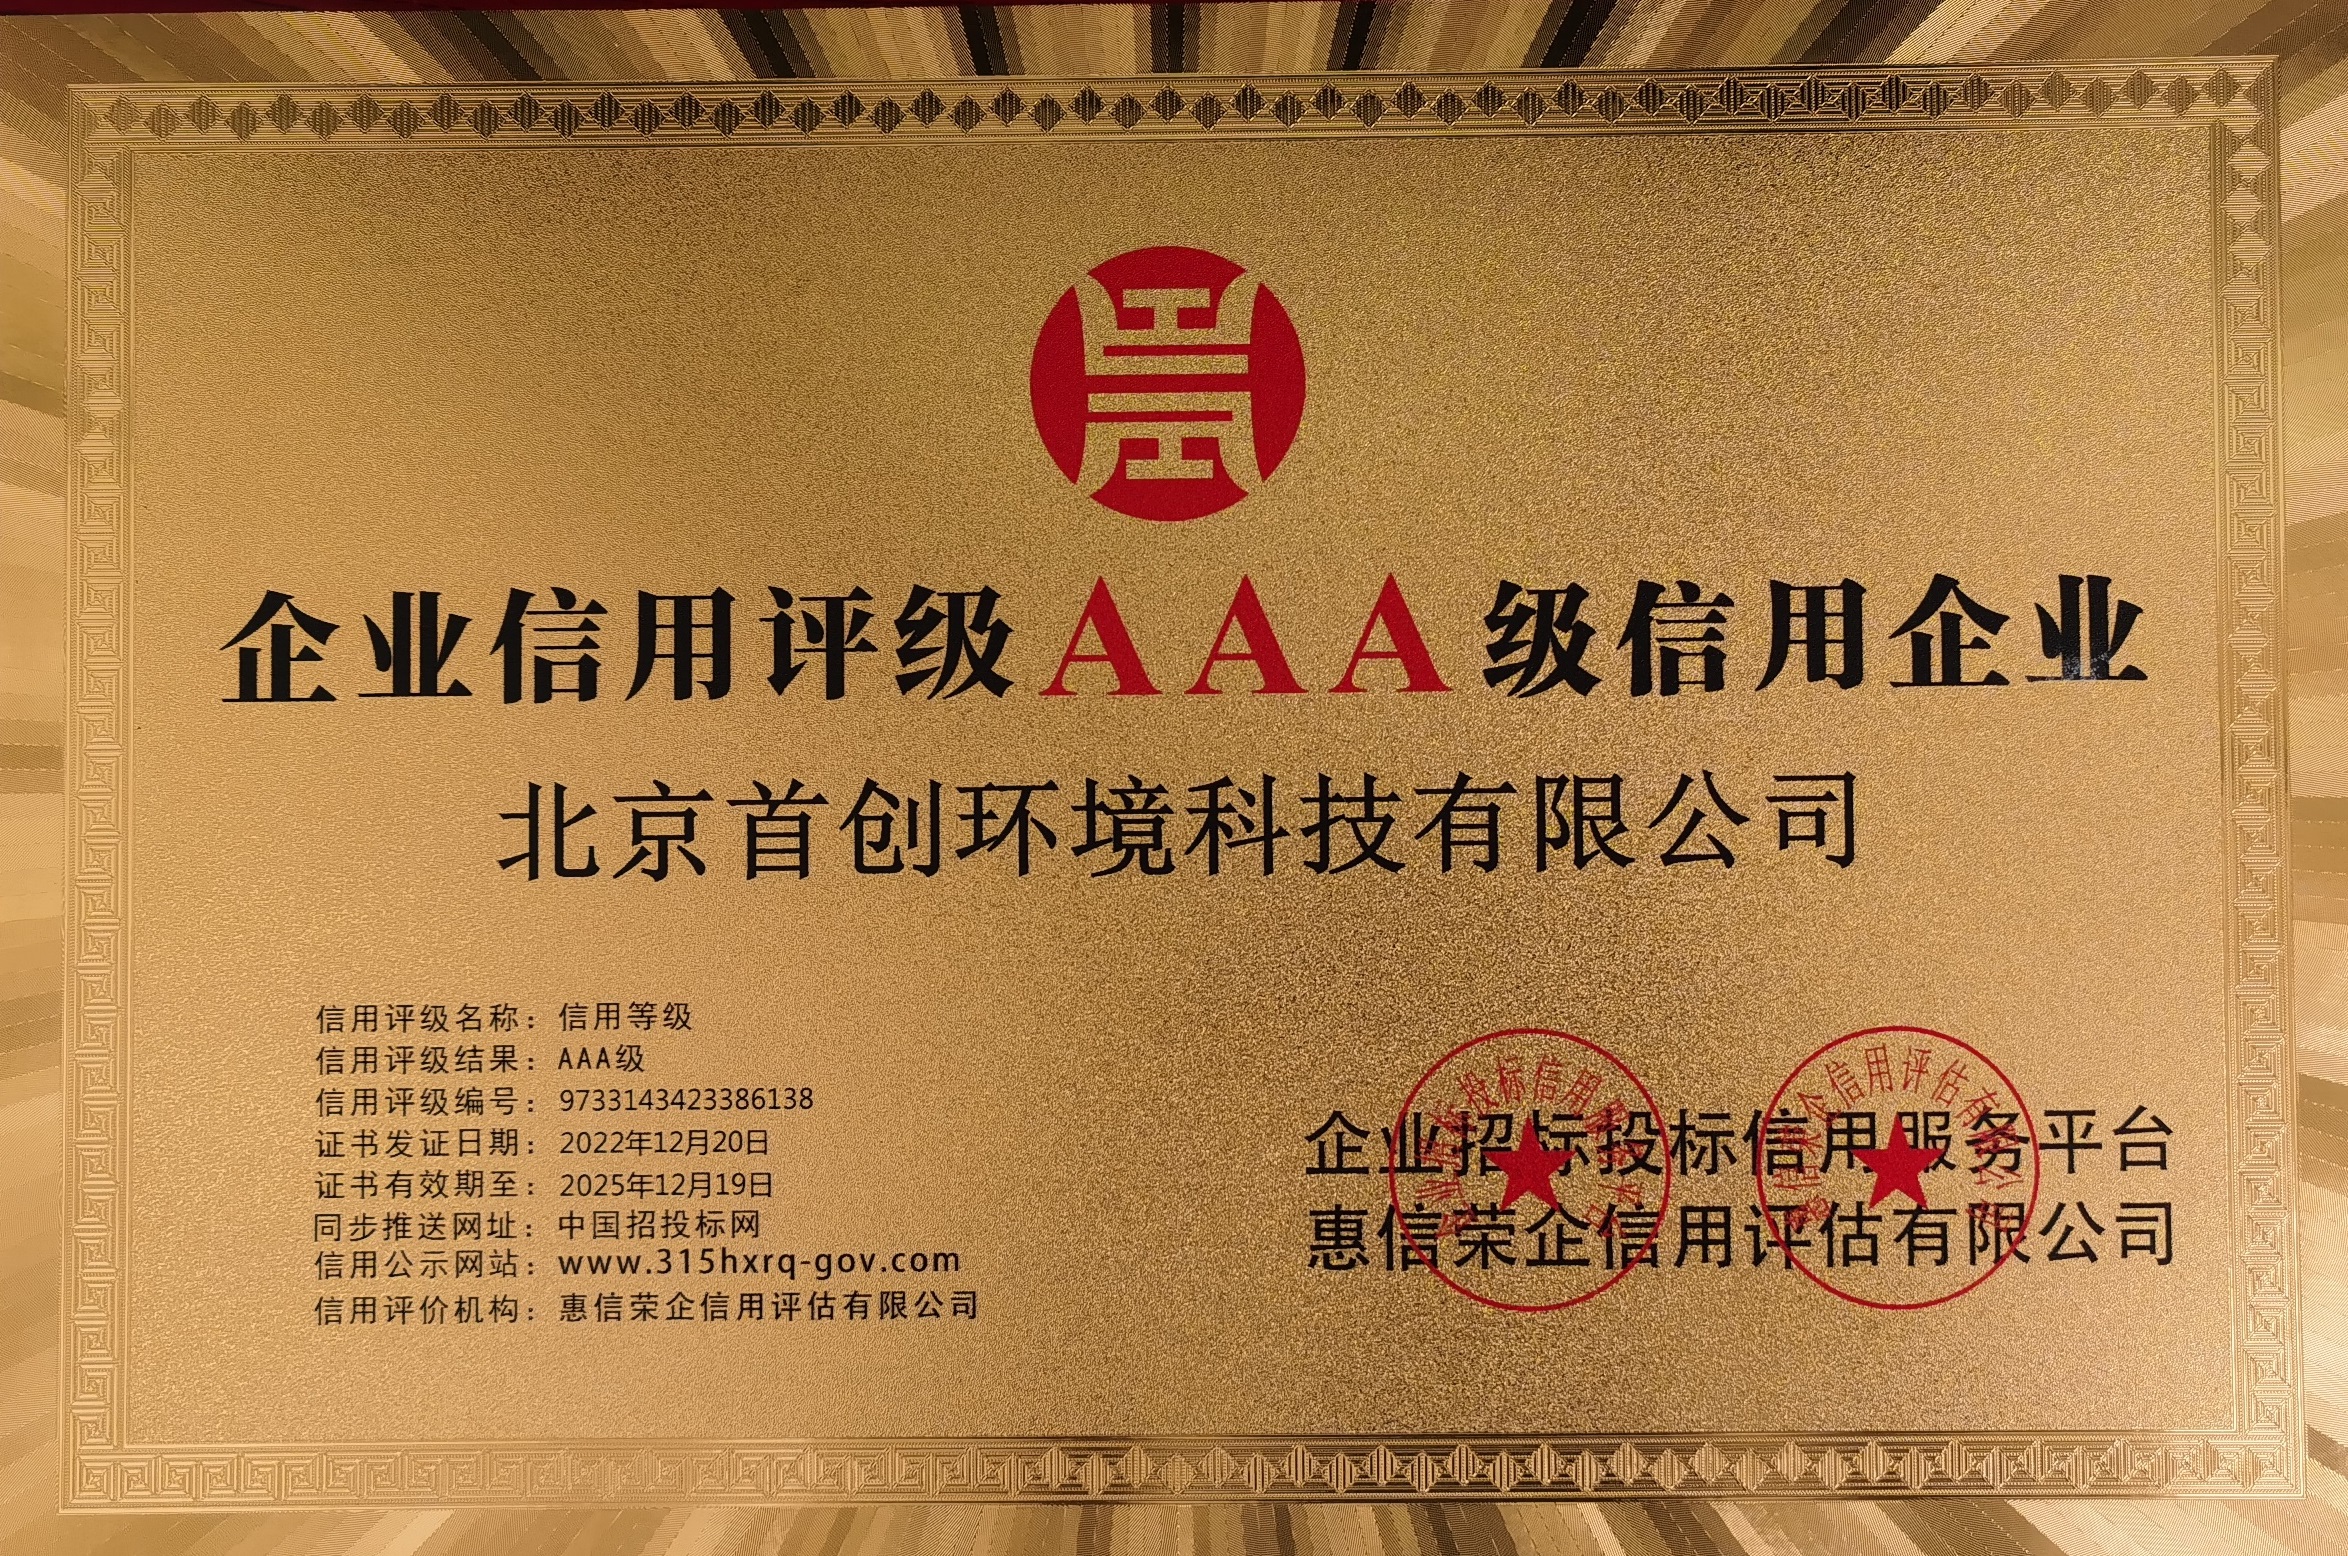 企业信用评级AAA级信用企业
北京首创环境科技有限公司
信用评级名称：信用等级
信用评级结果：AAA级
信用评级编号：9733143423386138
证书发证日期：2022年12月20日
证书有效期至：2025年12月19日
同步推送网址：中国招投标网
信用公示网站：www.315hxrq-gov.com
信用评价机构：惠信荣企信用评估有限公司
企业招标投标信用服务平台
惠信荣企信用评估有限公司